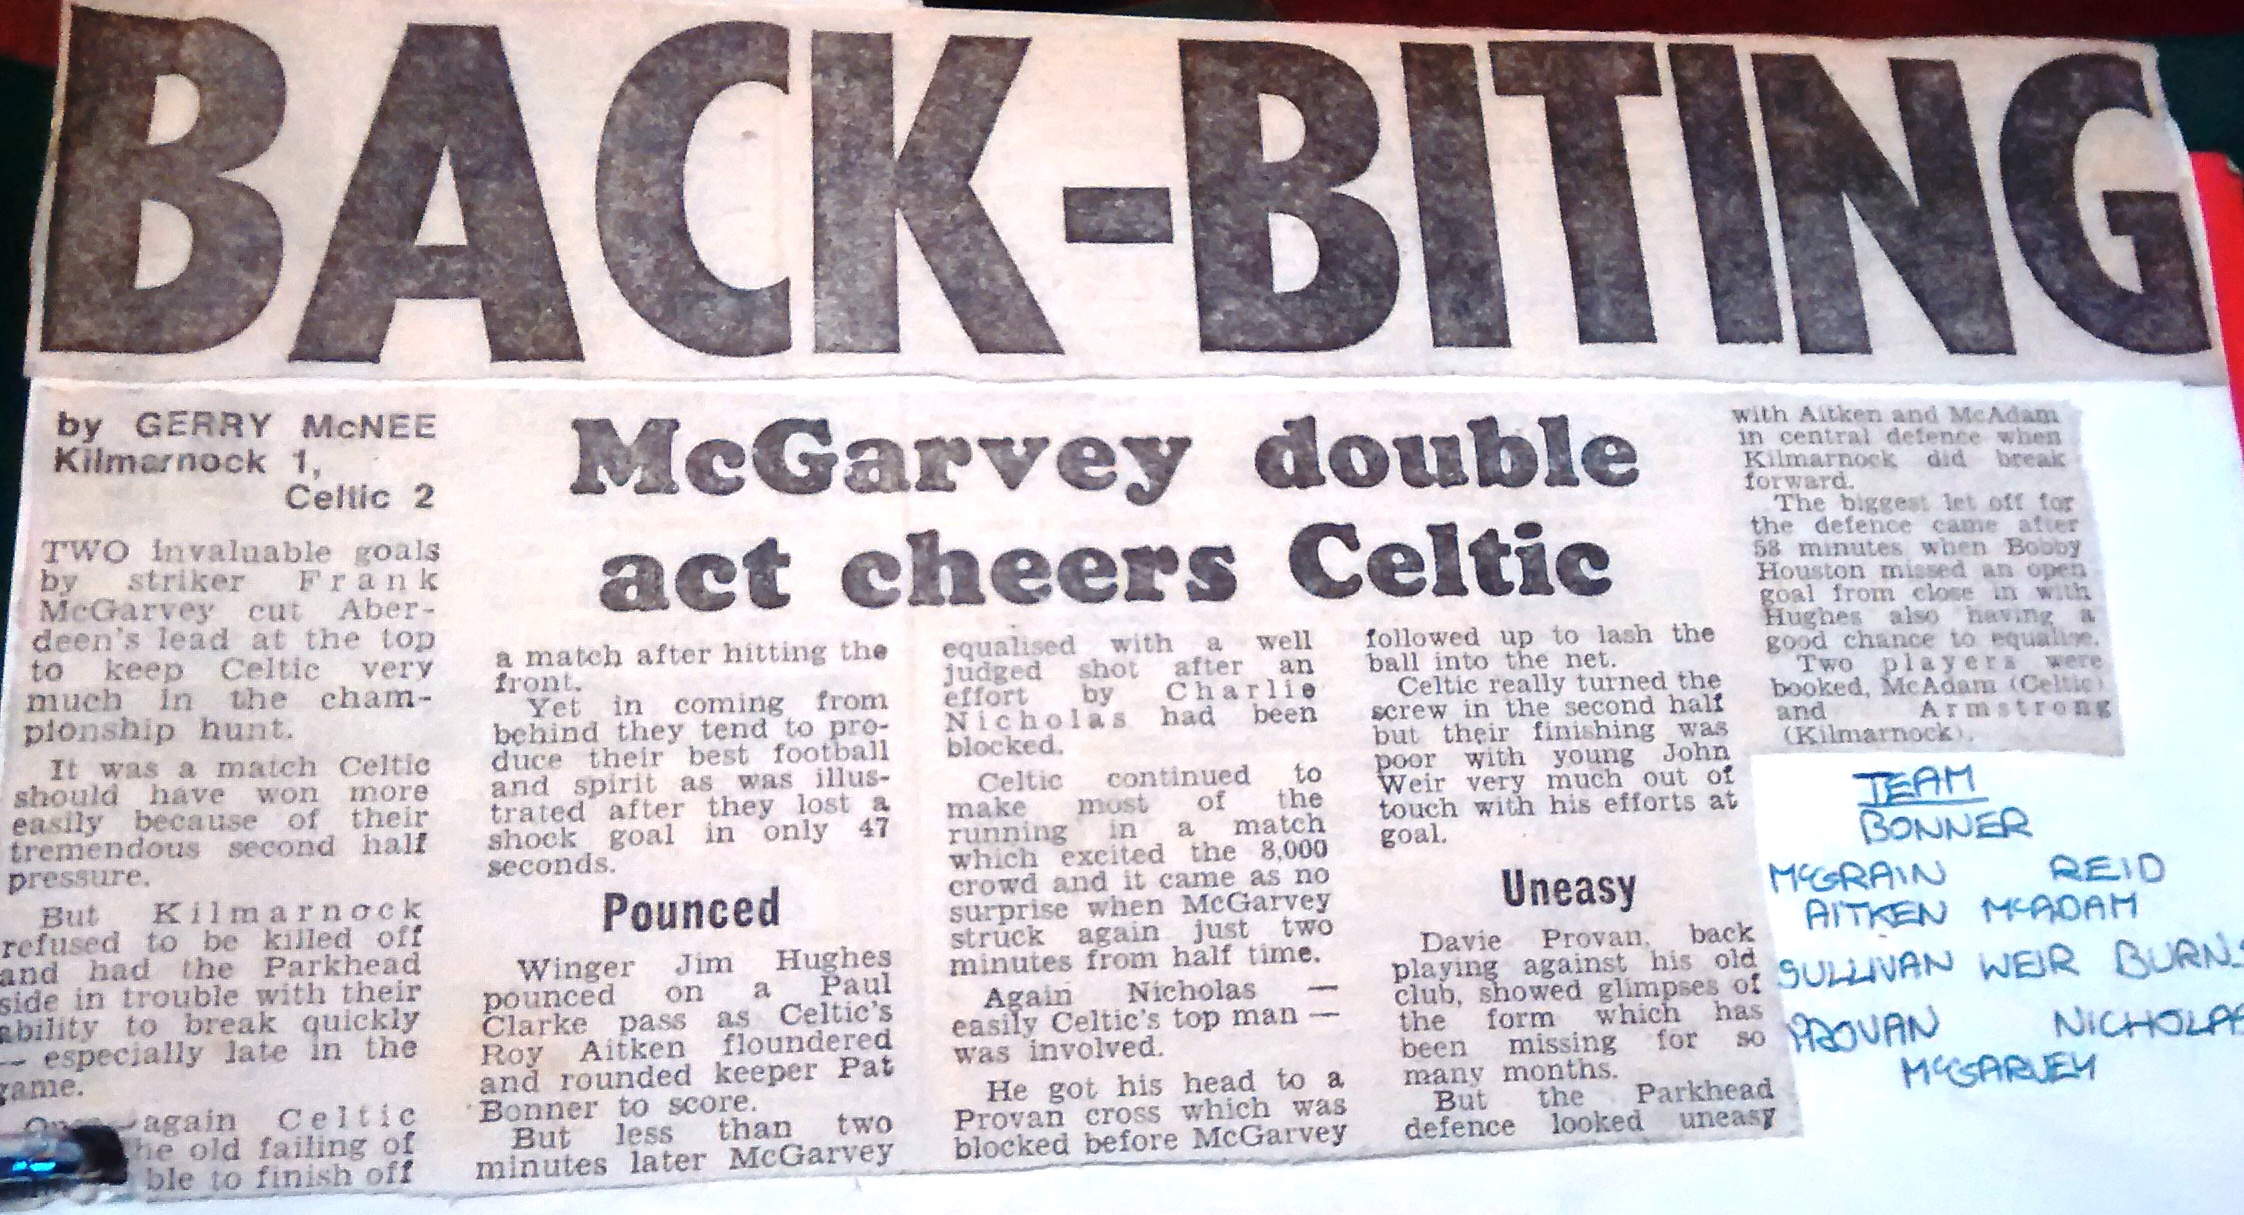 BACK-BITING
by GERRY McNEE
Kilmarnock 1,
Celtic 2
McGarvey double
act cheers Celtic
TWO invaluable goals
by striker Frank
McGarvey cut Aber-
deen's lead at the top
to keep Celtic very
much in the cham-
pionship hunt.
It was a match Celtic
should have won more
easily because of their
tremendous second half
pressure.
But Kilmarnock
refused to be killed off
and had the Parkhead
side in trouble with their
ability to break quickly
— especially late in the
game.
again Celtic
old failing of
to finish off
a match after hitting the
front.
Yet in coming from
behind they tend to pro-
duce their best football
and spirit as was illus-
trated after they lost a
shock goal in only 47
seconds.
Pounced
Winger Jim Hughes
pounced on a Paul
Clarke pass as Celtic's
Roy Aitken floundered
and rounded keeper Pat
Bonner to score.
But less than two
minutes later McGarvey
equalised with a well
judged shot after an
effort by Charlie
Nicholas had been
blocked.
Celtic continued to
make most of the
running in a match
which excited the 8,000
crowd and it came as no
surprise when McGarvey
struck again just two
minutes from half time.
Again Nicholas —
easily Celtic's top man —
was involved.
He got his head to a
Provan cross which was
blocked before McGarvey
followed up to lash the
ball into the net.
Celtic really turned the
screw in the second half
but their finishing was
poor with young John
Weir very much out of
touch with his efforts at
goal.
Uneasy
Davie Provan, back
playing against his old
club, showed glimpses of
the form which has
been missing for so
many months.
But the Parkhead
defence looked uneasy
with Aitken and McAdam
in central defence when
Kilmarnock did break
forward.
The biggest let off for
the defence came after
58 minutes when Bobby
Houston missed an open
goal from close in with
Hughes also having a
good chance to equalise.
Two players were
booked, McAdam (Celtic)
and Armstrong
(Kilmarnock).
TEAM
BONNER
McGRAIN REID
AITKEN McADAM
SULLIVAN WEIR BURNS
PROVAN NICHOLAS
McGARVEY